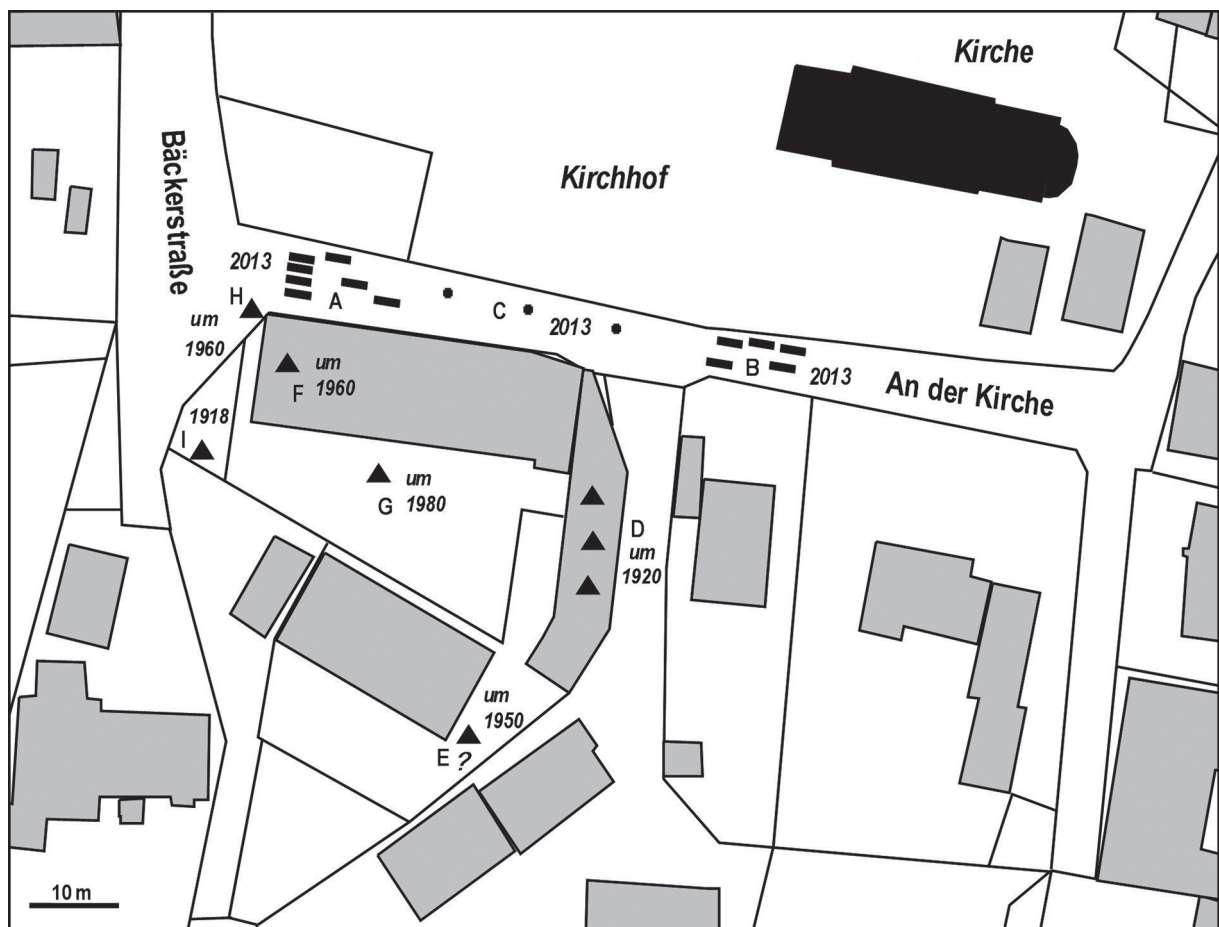 Kirche
Kirchhof
Bäckerstraße
2013
A
H
um
1960
C
2013
B
2013
An der Kirche
F
um
1960
1918
I
G
um
1980
D
um
1920
um
1950
E ?
10 m